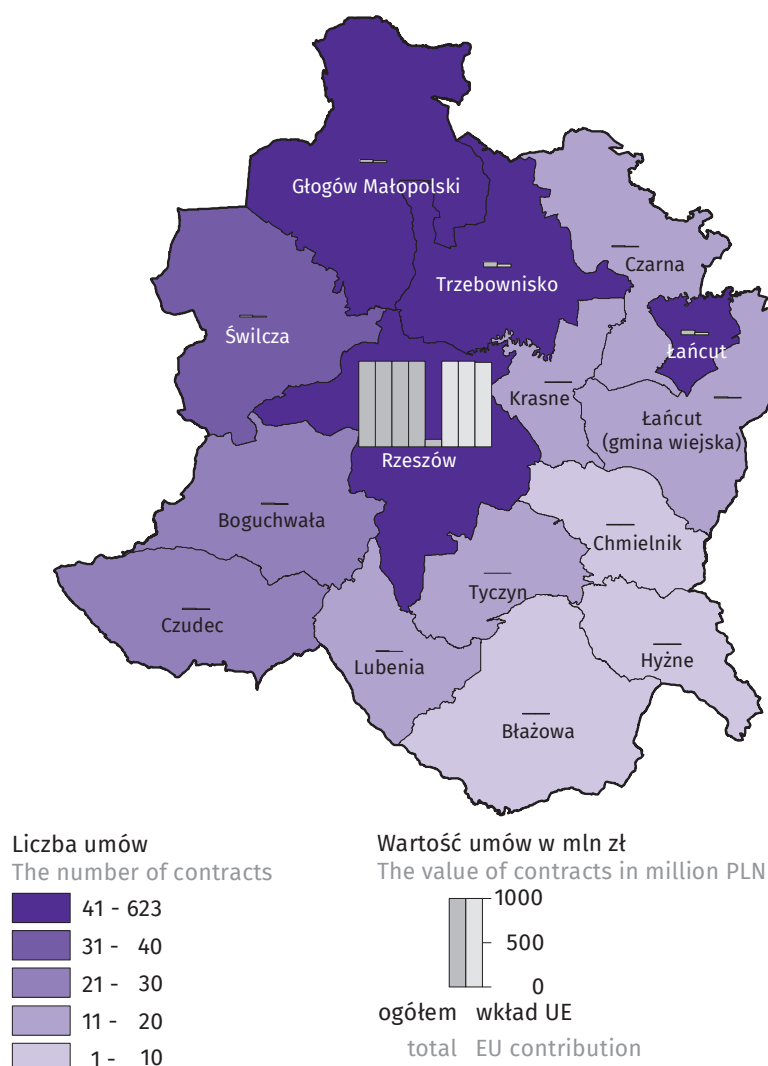 Głogów Małopolski
Trzebownisko
Czarna
Świlcza
Łańcut
Krasne
Łańcut
(gmina wiejska)
Rzeszów
Boguchwała
Chmielnik
Tyczyn
Czudec
Lubenia
Hyżne
Błażowa
Liczba umów
The number of contracts
41 - 623
31 - 40
21 - 30
11 - 20
1 - 10
Wartość umów w mln zł
The value of contracts in million PLN
1000
500
0
ogółem wkład UE
total EU contribution